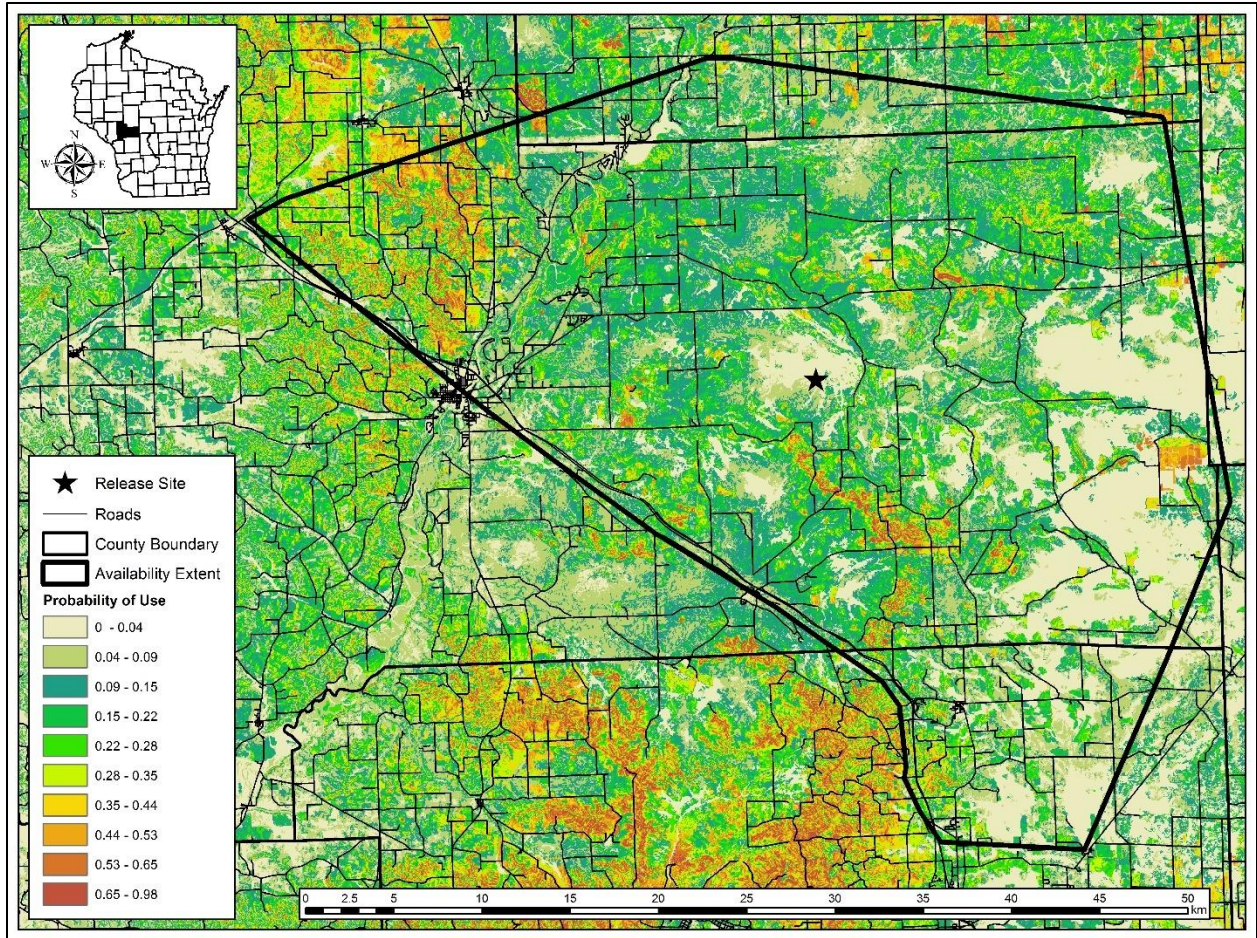 N
W E
S
Release Site
Roads
County Boundary
Availability Extent
Probability of Use
0 - 0.04
0.04 - 0.09
0.09 - 0.15
0.15 - 0.22
0.22 - 0.28
0.28 - 0.35
0.35 - 0.44
0.44 - 0.53
0.53 - 0.65
0.65 - 0.98
0 2.5 5 10 15 20 25 30 35 40 45 50
km